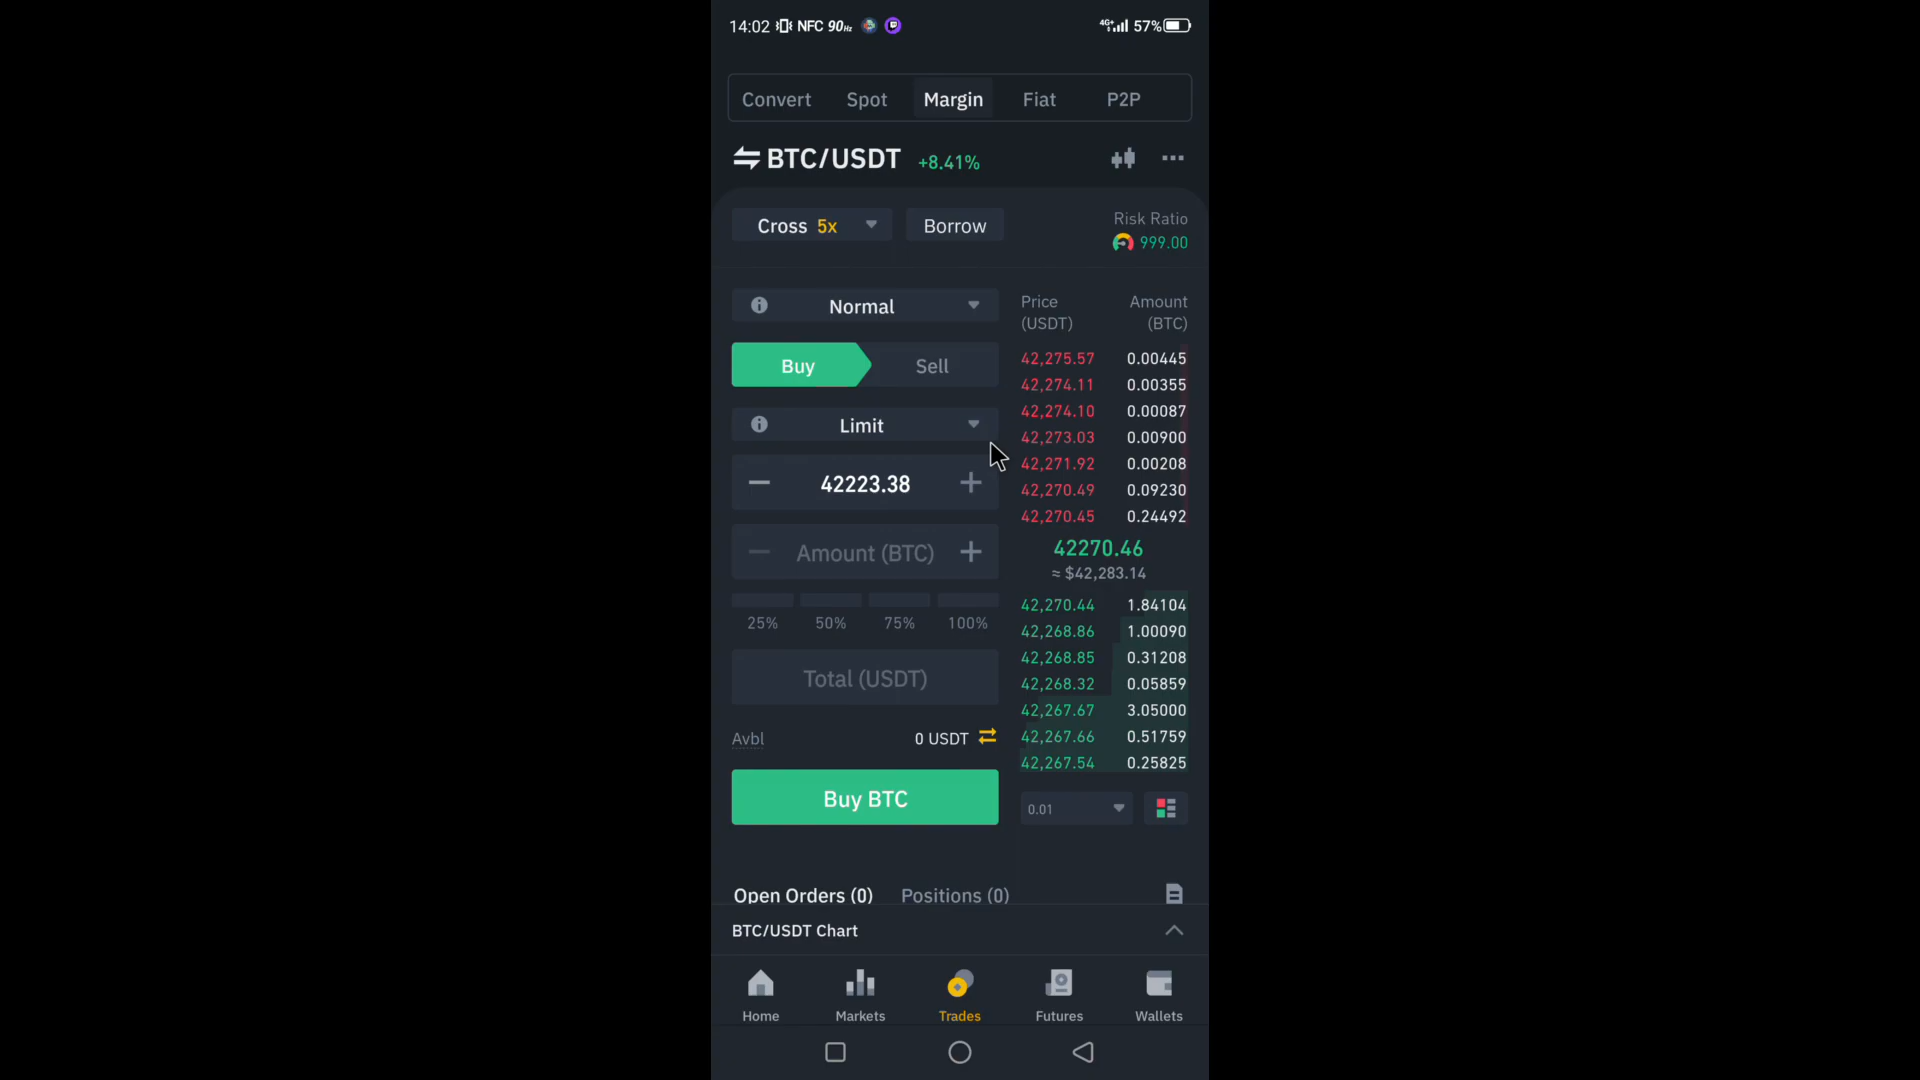 14:02 NFC 90Hz 4G+ 57%
Convert Spot Margin Fiat P2P
BTC/USDT +8.41%
Cross 5x Borrow Risk Ratio
999.00
Normal
Price Amount
(USDT) (BTC)
Buy Sell
Limit
42223.38
Amount (BTC)
25% 50% 75% 100%
Total (USDT)
Avbl 0 USDT
Buy BTC
42,275.57 0.00445
42,274.11 0.00355
42,274.10 0.00087
42,273.03 0.00900
42,271.92 0.00208
42,270.49 0.09230
42,270.45 0.24492
42270.46
≈ $42,283.14
42,270.44 1.84104
42,268.86 1.00090
42,268.85 0.31208
42,268.32 0.05859
42,267.67 3.05000
42,267.66 0.51759
42,267.54 0.25825
0.01
Open Orders (0) Positions (0)
BTC/USDT Chart
Home Markets Trades Futures Wallets